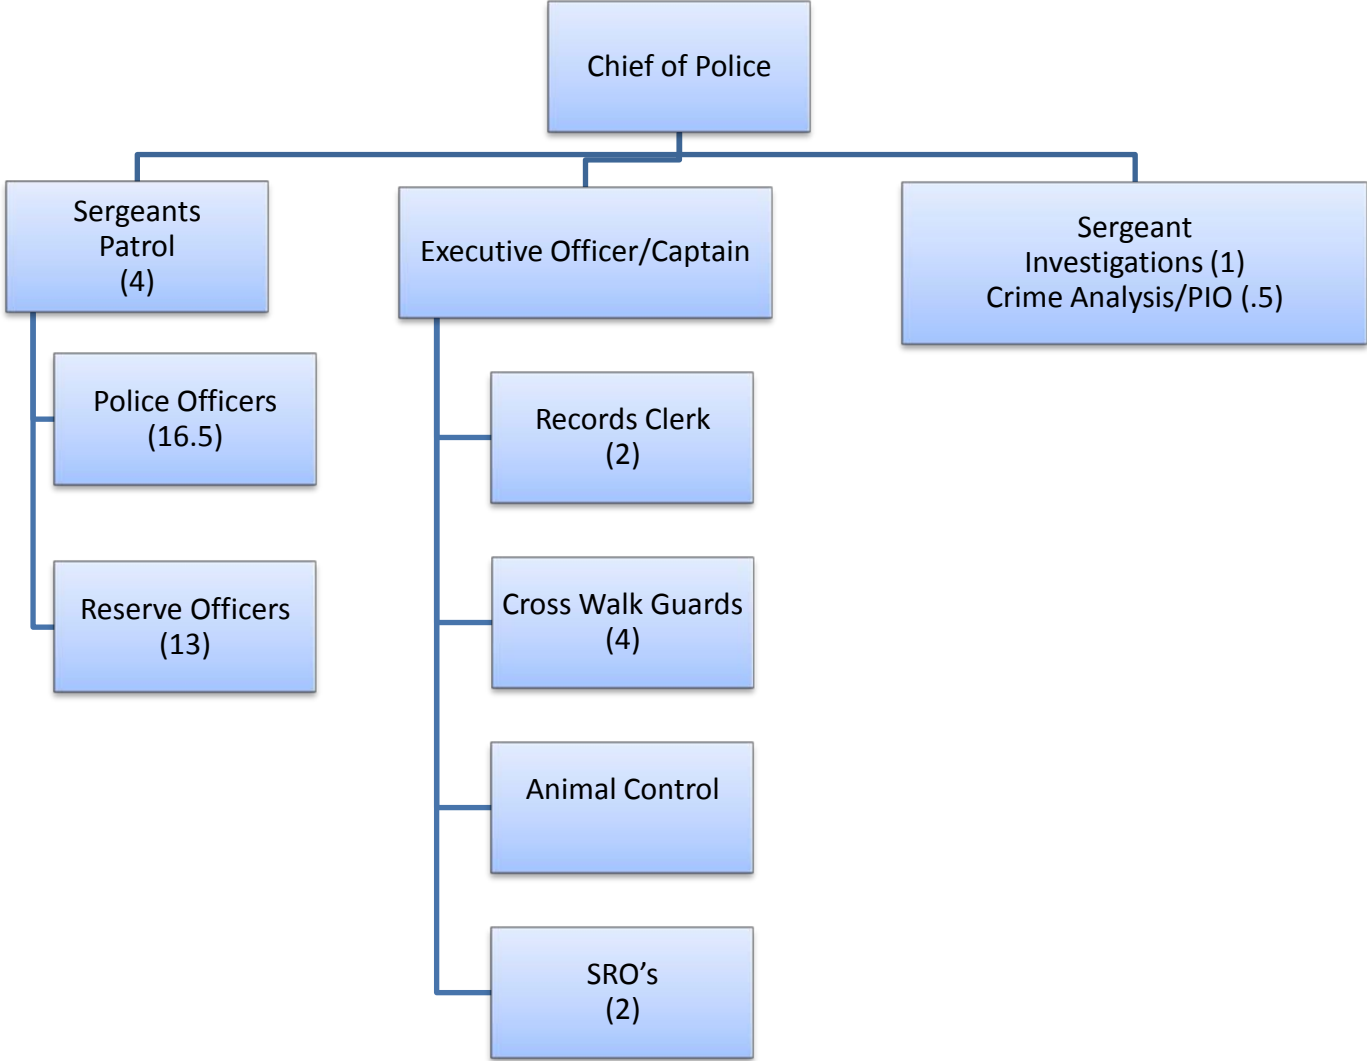 Chief of Police
Sergeants
Patrol
(4)
Police Officers
(16.5)
Reserve Officers
(13)
Executive Officer/Captain
Records Clerk
(2)
Cross Walk Guards
(4)
Animal Control
SRO’s
(2)
Sergeant
Investigations (1)
Crime Analysis/PIO (.5)